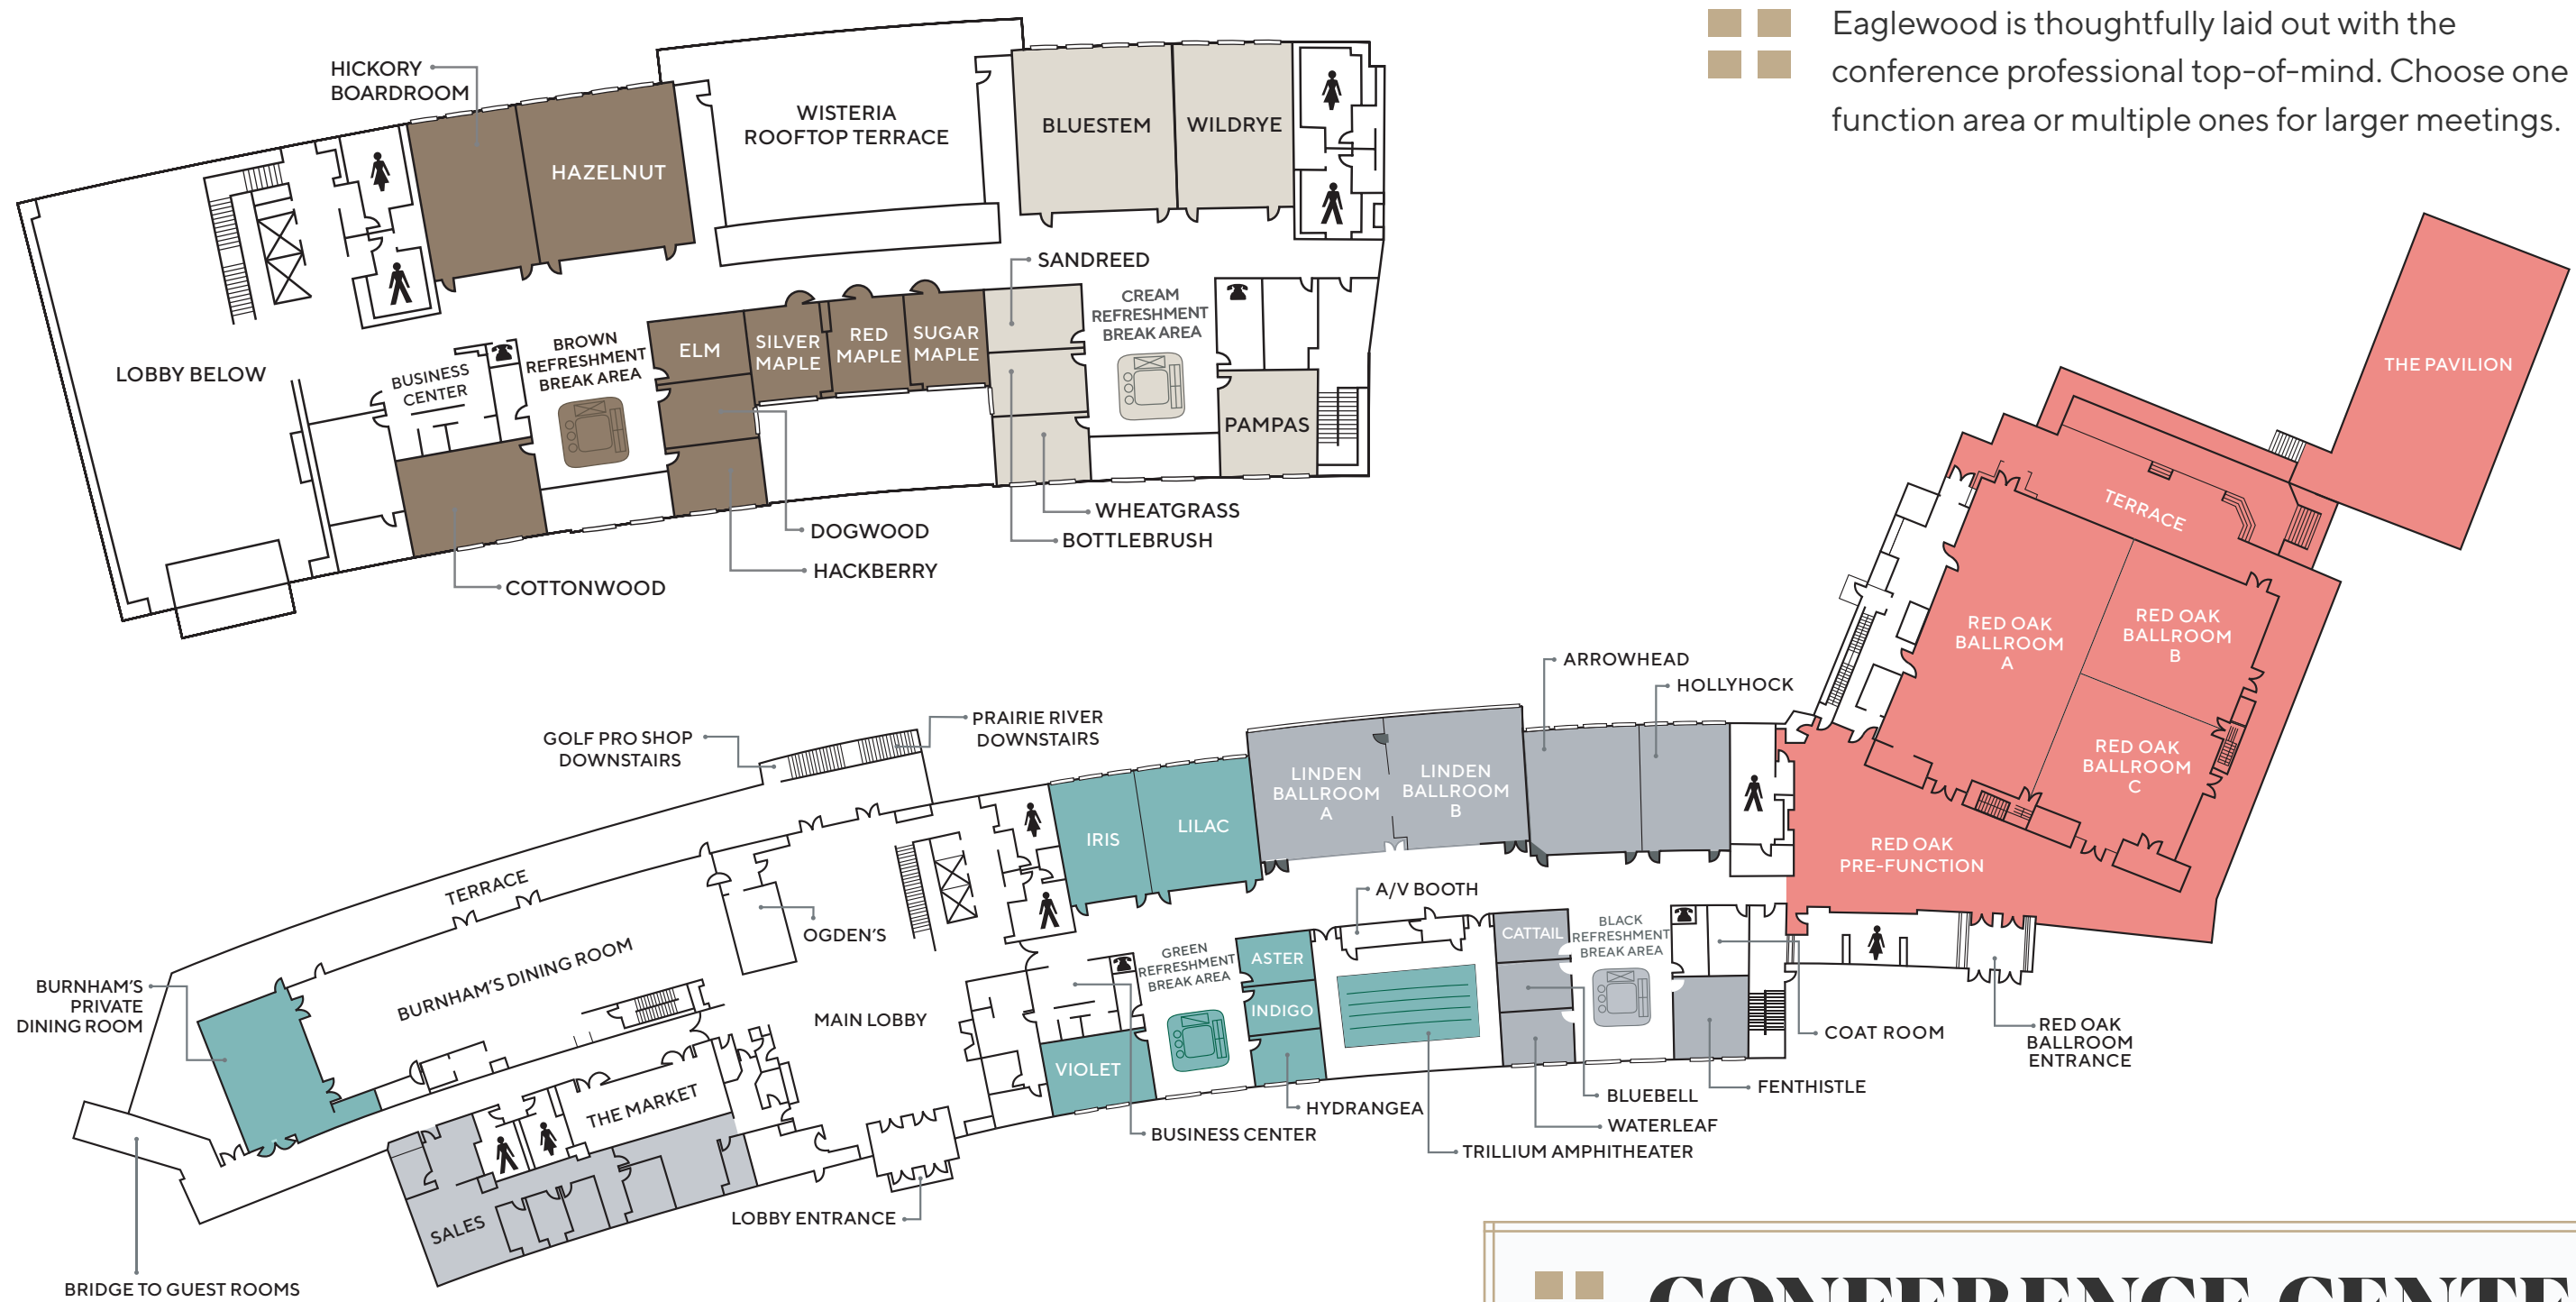 Eaglewood is thoughtfully laid out with the
conference professional top-of-mind. Choose one
function area or multiple ones for larger meetings.
HICKORY
BOARDROOM
HAZELNUT
WISTERIA
ROOFTOP TERRACE
BLUESTEM
WILDRYE
SANDREED
CREAM
REFRESHMENT
BREAK AREA
LOBBY BELOW
BUSINESS
CENTER
BROWN
REFRESHMENT
BREAK AREA
ELM
SILVER
MAPLE
RED
MAPLE
SUGAR
MAPLE
PAMPAS
WHEATGRASS
BOTTLEBRUSH
DOGWOOD
HACKBERRY
COTTONWOOD
THE PAVILION
TERRACE
RED OAK
BALLROOM
A
RED OAK
BALLROOM
B
RED OAK
BALLROOM
C
RED OAK
PRE-FUNCTION
ARROWHEAD
HOLLYHOCK
GOLF PRO SHOP
DOWNSTAIRS
PRAIRIE RIVER
DOWNSTAIRS
LINDEN
BALLROOM
A
LINDEN
BALLROOM
B
IRIS
LILAC
TERRACE
OGDEN'S
A/V BOOTH
BURNHAM'S DINING ROOM
BURNHAM'S
PRIVATE
DINING ROOM
MAIN LOBBY
GREEN
REFRESHMENT
BREAK AREA
ASTER
INDIGO
CATTAIL
BLACK
REFRESHMENT
BREAK AREA
VIOLET
COAT ROOM
RED OAK
BALLROOM
ENTRANCE
THE MARKET
HYDRANGEA
BLUEBELL
FENTHISTLE
BUSINESS CENTER
WATERLEAF
TRILLIUM AMPHITHEATER
SALES
LOBBY ENTRANCE
BRIDGE TO GUEST ROOMS
CONFERENCE CENTE